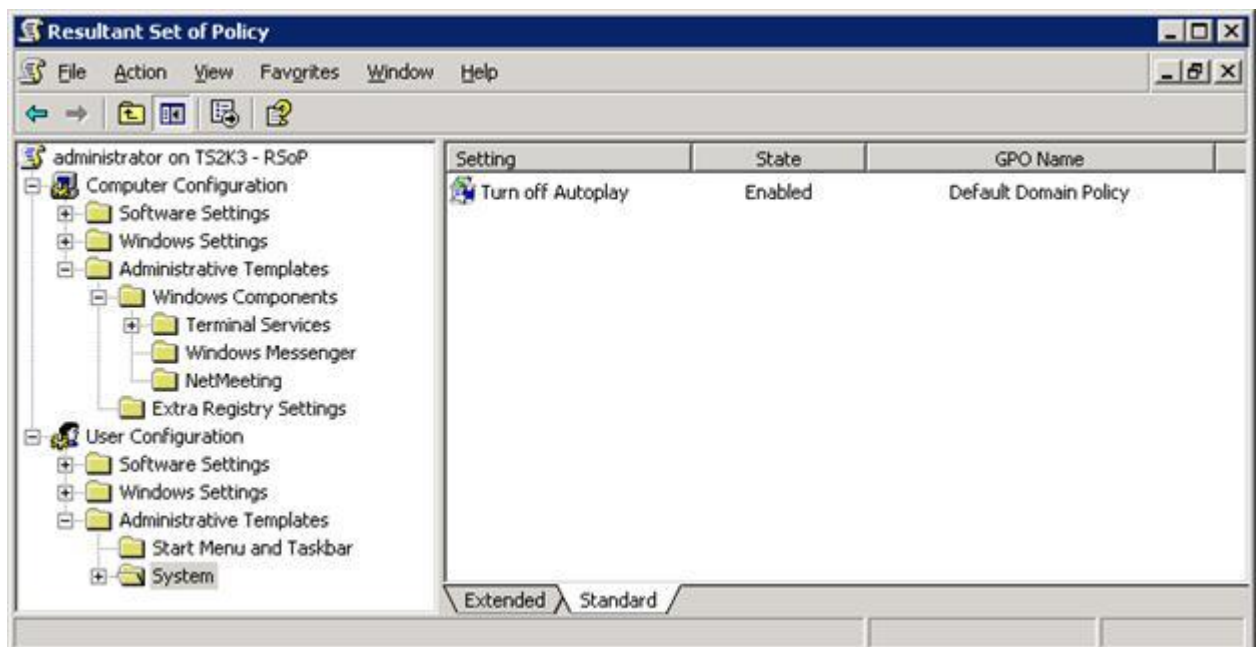 Resultant Set of Policy
File Action View Favorites Window Help
administrator on TS2K3 - RSoP
Computer Configuration
Software Settings
Windows Settings
Administrative Templates
Windows Components
Terminal Services
Windows Messenger
NetMeeting
Extra Registry Settings
User Configuration
Software Settings
Windows Settings
Administrative Templates
Start Menu and Taskbar
System
Setting State GPO Name
Turn off Autoplay Enabled Default Domain Policy
Extended Standard